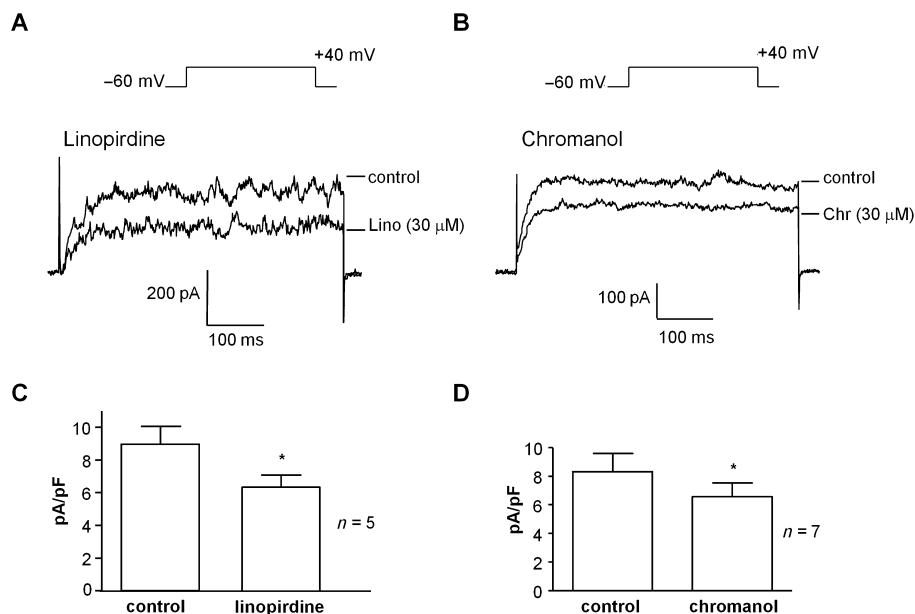 A
+40 mV
–60 mV
Linopirdine
control
Lino (30 μM)
200 pA
100 ms
B
+40 mV
–60 mV
Chromanol
control
Chr (30 μM)
100 pA
100 ms
C
10
8
6
4
2
0
pA/pF
*
n = 5
control linopirdine
D
10
8
6
4
2
0
pA/pF
*
n = 7
control chromanol